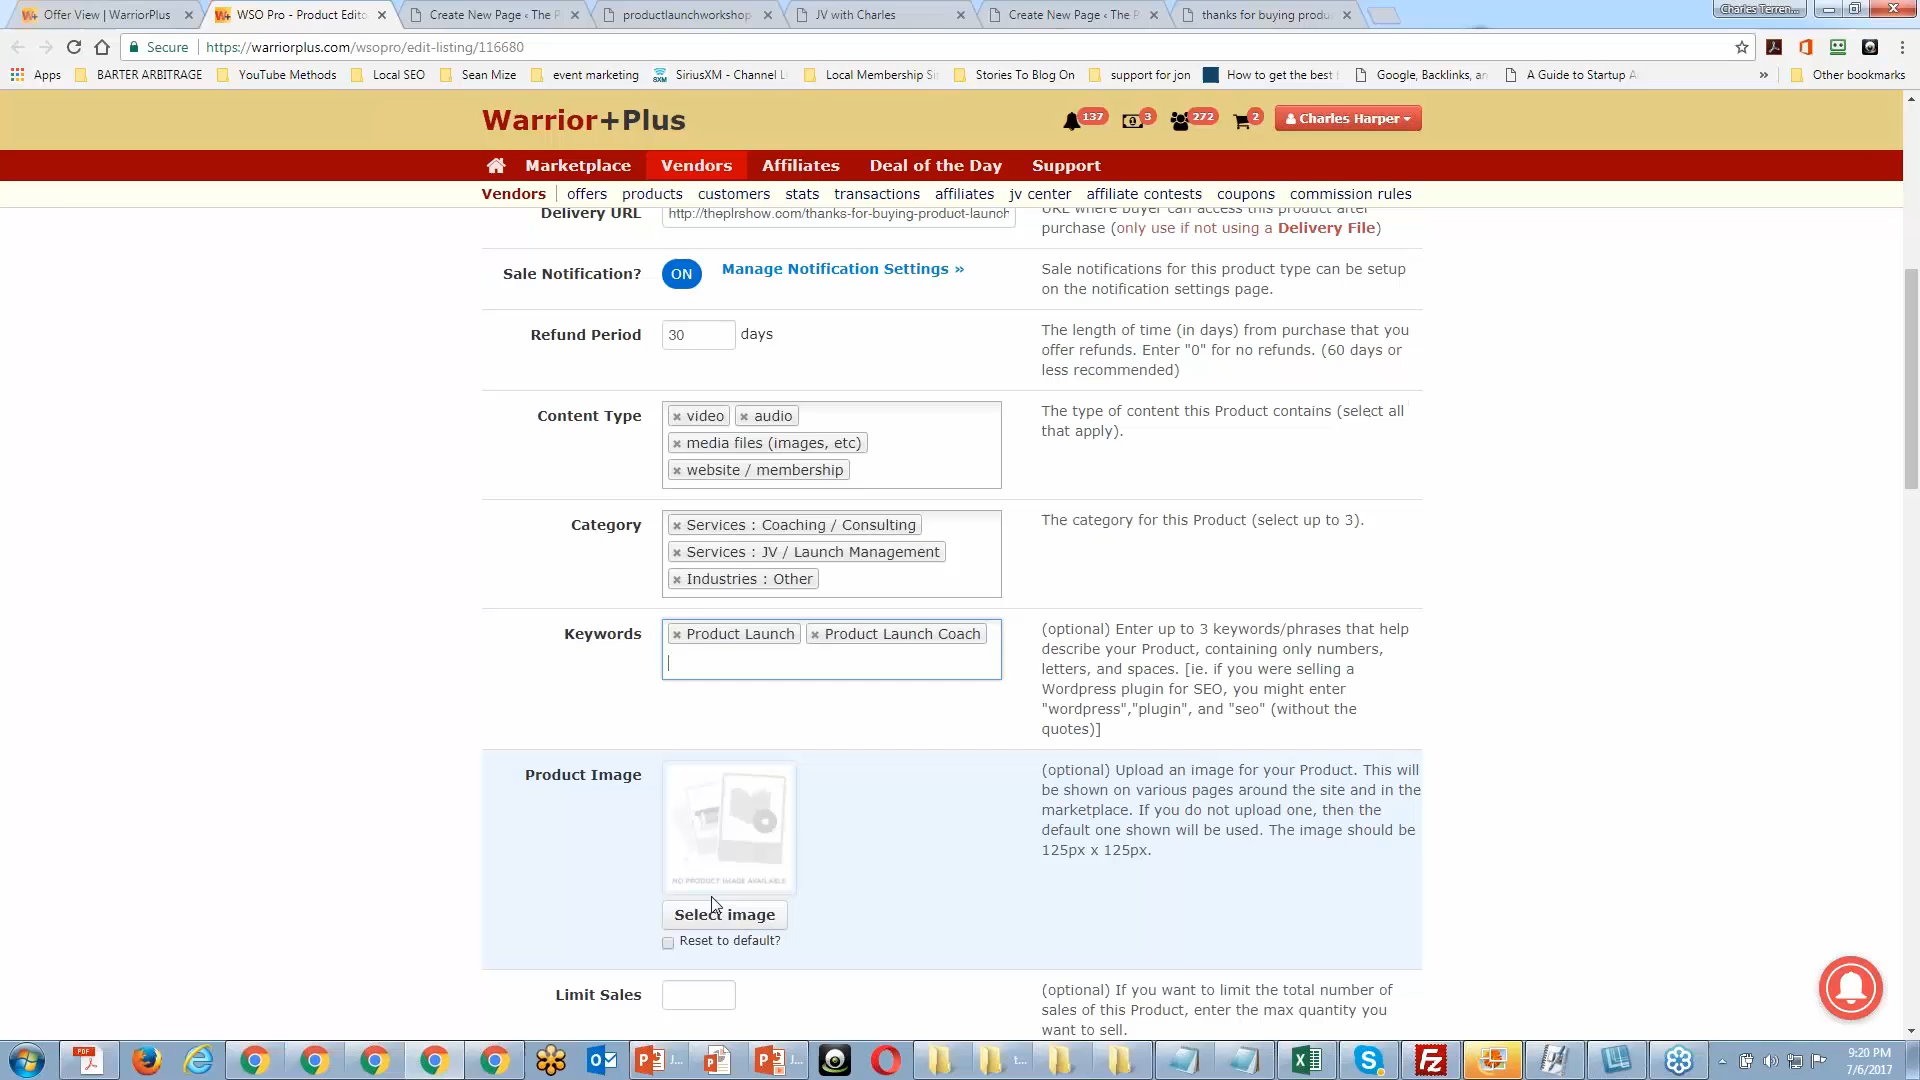 Offer View | WarriorPlus
WSO Pro - Product Edito
Create New Page ‹ The P
productlaunchworkshop
JV with Charles
Create New Page ‹ The P
thanks for buying produ
Charles Terren...
Secure
https://warriorplus.com/wsopro/edit-listing/116680
Apps
BARTER ARBITRAGE
YouTube Methods
Local SEO
Sean Mize
event marketing
SiriusXM - Channel L
Local Membership Si
Stories To Blog On
support for jon
How to get the best
Google, Backlinks, an
A Guide to Startup A
»
Other bookmarks
Warrior+Plus
137
3
272
2
Charles Harper
Marketplace
Vendors
Affiliates
Deal of the Day
Support
Vendors
offers
products
customers
stats
transactions
affiliates
jv center
affiliate contests
coupons
commission rules
Delivery URL
http://theplrshow.com/thanks-for-buying-product-launch
URL where buyer can access this product after
purchase (only use if not using a Delivery File)
Sale Notification?
ON
Manage Notification Settings »
Sale notifications for this product type can be setup
on the notification settings page.
Refund Period
30
days
The length of time (in days) from purchase that you
offer refunds. Enter "0" for no refunds. (60 days or
less recommended)
Content Type
× video
× audio
× media files (images, etc)
× website / membership
The type of content this Product contains (select all
that apply).
Category
× Services : Coaching / Consulting
× Services : JV / Launch Management
× Industries : Other
The category for this Product (select up to 3).
Keywords
× Product Launch
× Product Launch Coach
(optional) Enter up to 3 keywords/phrases that help
describe your Product, containing only numbers,
letters, and spaces. [ie. if you were selling a
Wordpress plugin for SEO, you might enter
"wordpress","plugin", and "seo" (without the
quotes)]
Product Image
NO PRODUCT IMAGE AVAILABLE
Select image
Reset to default?
(optional) Upload an image for your Product. This will
be shown on various pages around the site and in the
marketplace. If you do not upload one, then the
default one shown will be used. The image should be
125px x 125px.
Limit Sales
(optional) If you want to limit the total number of
sales of this Product, enter the max quantity you
want to sell.
J...
t...
J...
9:20 PM
7/6/2017